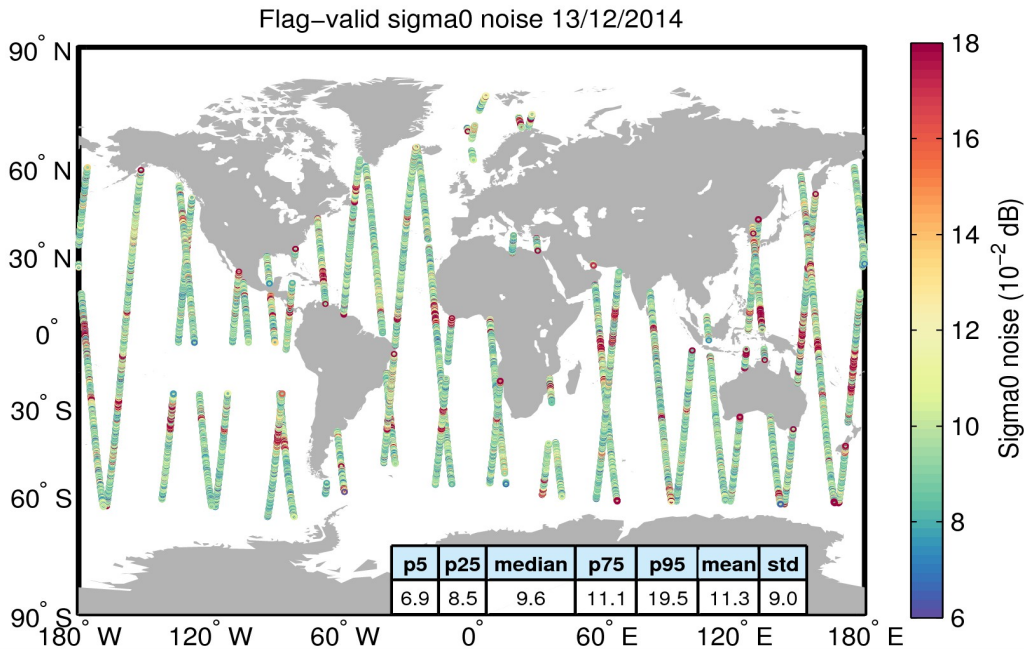 Flag−valid sigma0 noise 13/12/2014
90° N
60° N
30° N
0°
30° S
60° S
90° S
180° W
120° W
60° W
0°
60° E
120° E
180° E
p5 p25 median p75 p95 mean std
6.9 8.5 9.6 11.1 19.5 11.3 9.0
18
16
14
12
10
8
6
Sigma0 noise (10⁻² dB)